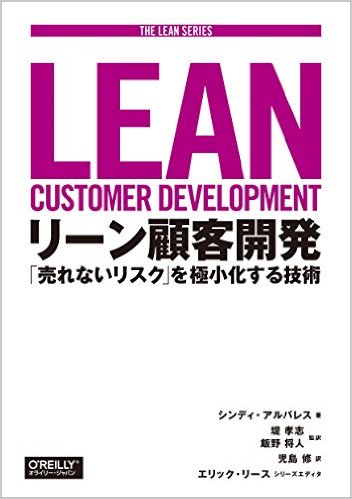 THE LEAN SERIES
LEAN
CUSTOMER DEVELOPMENT
リーン顧客開発
「売れないリスク」を極小化する技術
シンディ・アルバレス 著
堤 孝志
飯野 将人 監訳
児島 修 訳
エリック・リース シリーズエディタ
O'REILLY®
オライリー・ジャパン